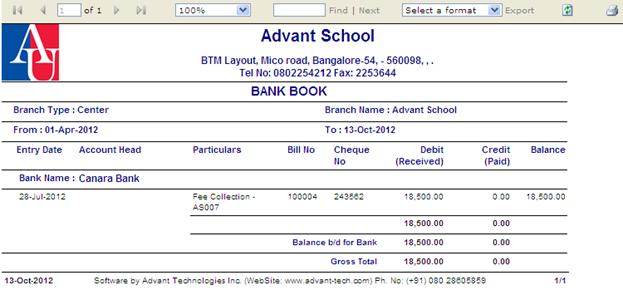 1 of 1 100% Find | Next Select a format Export
AU
Advant School
BTM Layout, Mico road, Bangalore-54, - 560098, , .
Tel No: 0802254212 Fax: 2253644
BANK BOOK
Branch Type : Center Branch Name : Advant School
From : 01-Apr-2012 To : 13-Oct-2012
Entry Date Account Head Particulars Bill No Cheque No Debit (Received) Credit (Paid) Balance
Bank Name : Canara Bank
28-Jul-2012 Fee Collection - AS007 100004 243562 18,500.00 0.00 18,500.00
18,500.00 0.00
Balance b/d for Bank 18,500.00 0.00
Gross Total 18,500.00 0.00
13-Oct-2012 Software by Advant Technologies Inc. (WebSite: www.advant-tech.com) Ph. No: (+91) 080 28605859 1/1